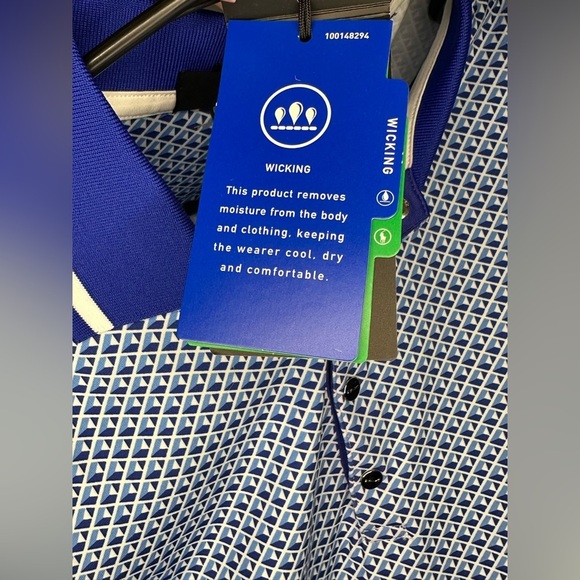 100148294
WICKING
This product removes
moisture from the body
and clothing, keeping
the wearer cool, dry
and comfortable.
WICKING